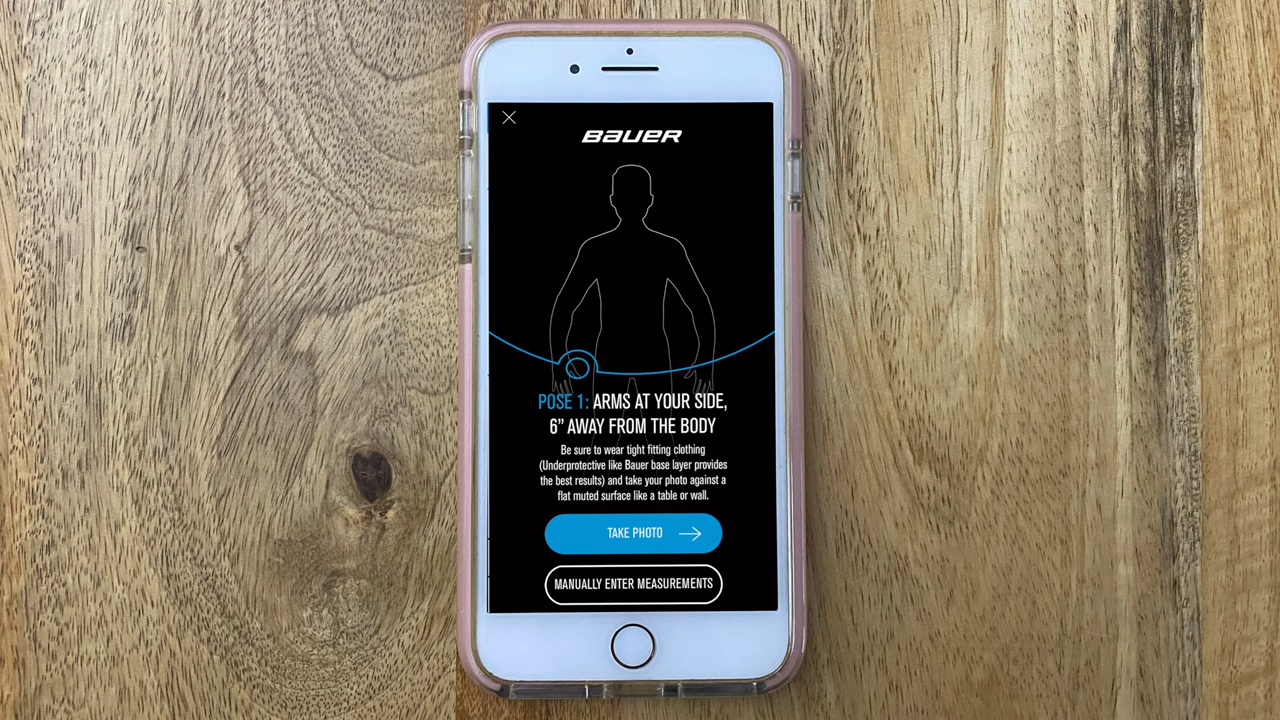 BAUER
POSE 1: ARMS AT YOUR SIDE,
6” AWAY FROM THE BODY
Be sure to wear tight fitting clothing
(Underprotective like Bauer base layer provides
the best results) and take your photo against a
flat muted surface like a table or wall.
TAKE PHOTO
MANUALLY ENTER MEASUREMENTS